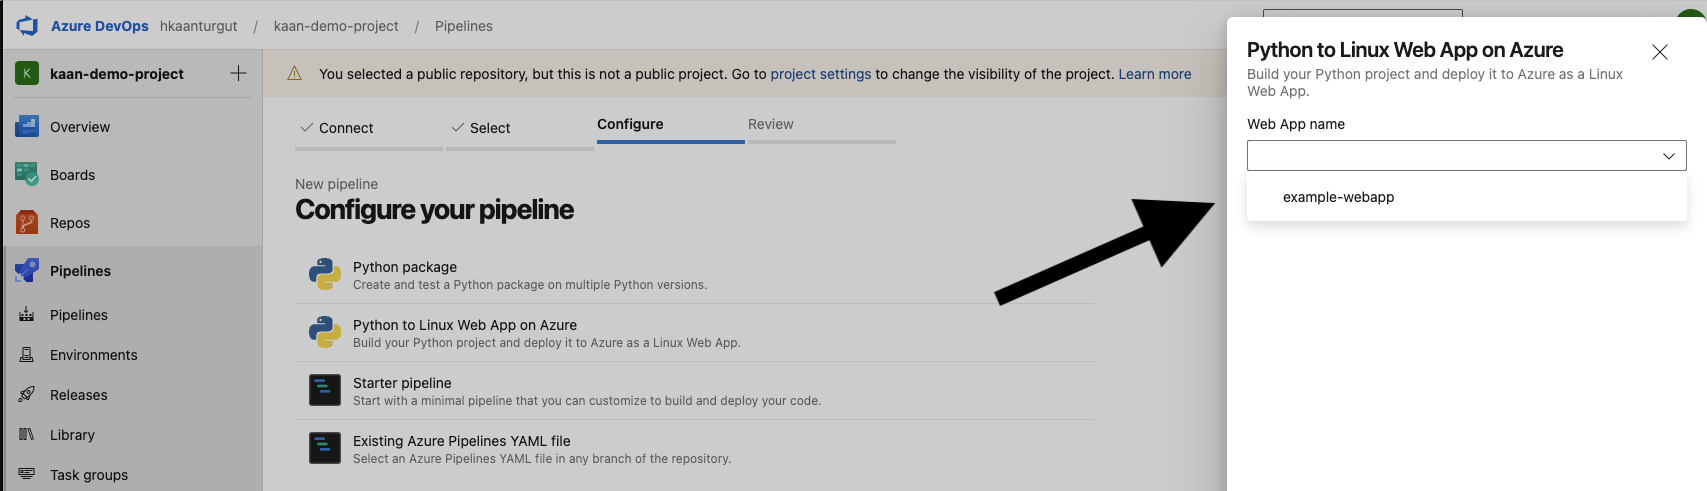 Azure DevOps hkaanturgut / kaan-demo-project / Pipelines
K kaan-demo-project
Overview
Boards
Repos
Pipelines
Pipelines
Environments
Releases
Library
Task groups
You selected a public repository, but this is not a public project. Go to project settings to change the visibility of the project. Learn more
Connect
Select
Configure
Review
New pipeline
Configure your pipeline
Python package
Create and test a Python package on multiple Python versions.
Python to Linux Web App on Azure
Build your Python project and deploy it to Azure as a Linux Web App.
Starter pipeline
Start with a minimal pipeline that you can customize to build and deploy your code.
Existing Azure Pipelines YAML file
Select an Azure Pipelines YAML file in any branch of the repository.
Python to Linux Web App on Azure
Build your Python project and deploy it to Azure as a Linux
Web App.
Web App name
example-webapp